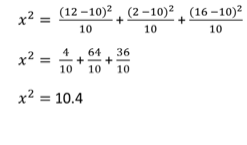 x² = (12 −10)²/10 + (2 −10)²/10 + (16 −10)²/10
x² = 4/10 + 64/10 + 36/10
x² = 10.4